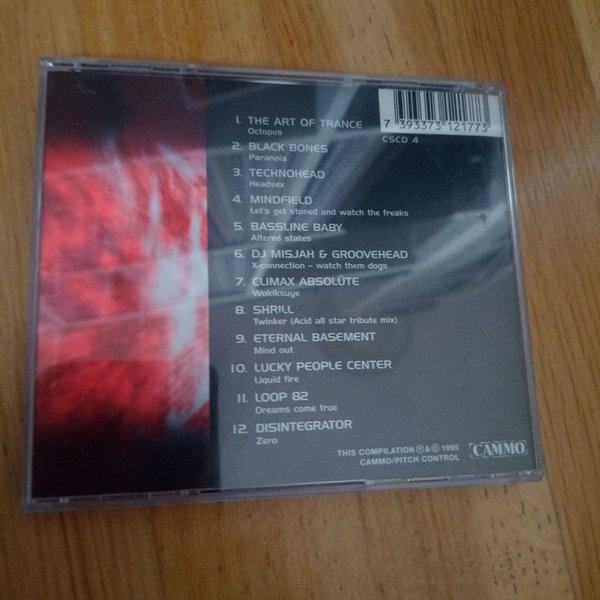 1. THE ART OF TRANCE
Octopus
2. BLACK BONES
Paranoia
3. TECHNOHEAD
Headsex
4. MINDFIELD
Let's get stoned and watch the freaks
5. BASSLINE BABY
Altered states
6. DJ MISJAH & GROOVEHEAD
X-connection - watch them dogs
7. CLIMAX ABSOLÜTE
Wokiksuye
8. SHRILL
Twinker (Acid all star tribute mix)
9. ETERNAL BASEMENT
Mind out
10. LUCKY PEOPLE CENTER
Liquid fire
11. LOOP 82
Dreams come true
12. DISINTEGRATOR
Zero
7 393373 121773
CSCD 4
THIS COMPILATION ℗ & © 1995
CAMMO/PITCH CONTROL
CAMMO